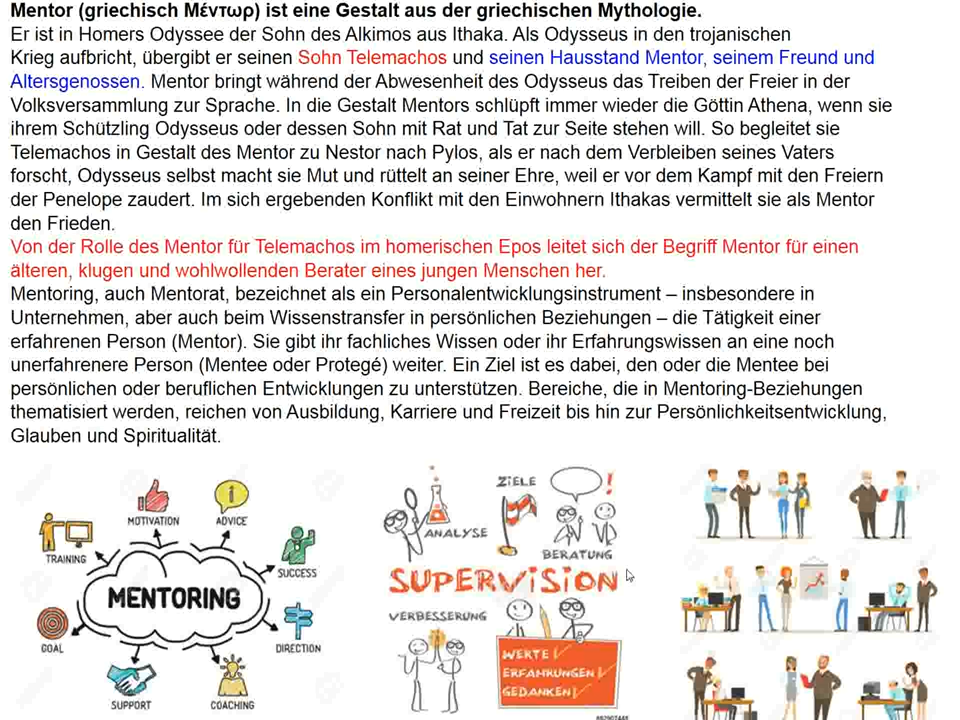 Mentor (griechisch Μέντωρ) ist eine Gestalt aus der griechischen Mythologie.
Er ist in Homers Odyssee der Sohn des Alkimos aus Ithaka. Als Odysseus in den trojanischen
Krieg aufbricht, übergibt er seinen Sohn Telemachos und seinen Hausstand Mentor, seinem Freund und
Altersgenossen. Mentor bringt während der Abwesenheit des Odysseus das Treiben der Freier in der
Volksversammlung zur Sprache. In die Gestalt Mentors schlüpft immer wieder die Göttin Athena, wenn sie
ihrem Schützling Odysseus oder dessen Sohn mit Rat und Tat zur Seite stehen will. So begleitet sie
Telemachos in Gestalt des Mentor zu Nestor nach Pylos, als er nach dem Verbleiben seines Vaters
forscht, Odysseus selbst macht sie Mut und rüttelt an seiner Ehre, weil er vor dem Kampf mit den Freiern
der Penelope zaudert. Im sich ergebenden Konflikt mit den Einwohnern Ithakas vermittelt sie als Mentor
den Frieden.
Von der Rolle des Mentor für Telemachos im homerischen Epos leitet sich der Begriff Mentor für einen
älteren, klugen und wohlwollenden Berater eines jungen Menschen her.
Mentoring, auch Mentorat, bezeichnet als ein Personalentwicklungsinstrument – insbesondere in
Unternehmen, aber auch beim Wissenstransfer in persönlichen Beziehungen – die Tätigkeit einer
erfahrenen Person (Mentor). Sie gibt ihr fachliches Wissen oder ihr Erfahrungswissen an eine noch
unerfahrenere Person (Mentee oder Protegé) weiter. Ein Ziel ist es dabei, den oder die Mentee bei
persönlichen oder beruflichen Entwicklungen zu unterstützen. Bereiche, die in Mentoring-Beziehungen
thematisiert werden, reichen von Ausbildung, Karriere und Freizeit bis hin zur Persönlichkeitsentwicklung,
Glauben und Spiritualität.
MOTIVATION
ADVICE
TRAINING
SUCCESS
MENTORING
GOAL
DIRECTION
SUPPORT
COACHING
ZIELE
!
ANALYSE
BERATUNG
SUPERVISION
VERBESSERUNG
WERTE
ERFAHRUNGEN
GEDANKEN